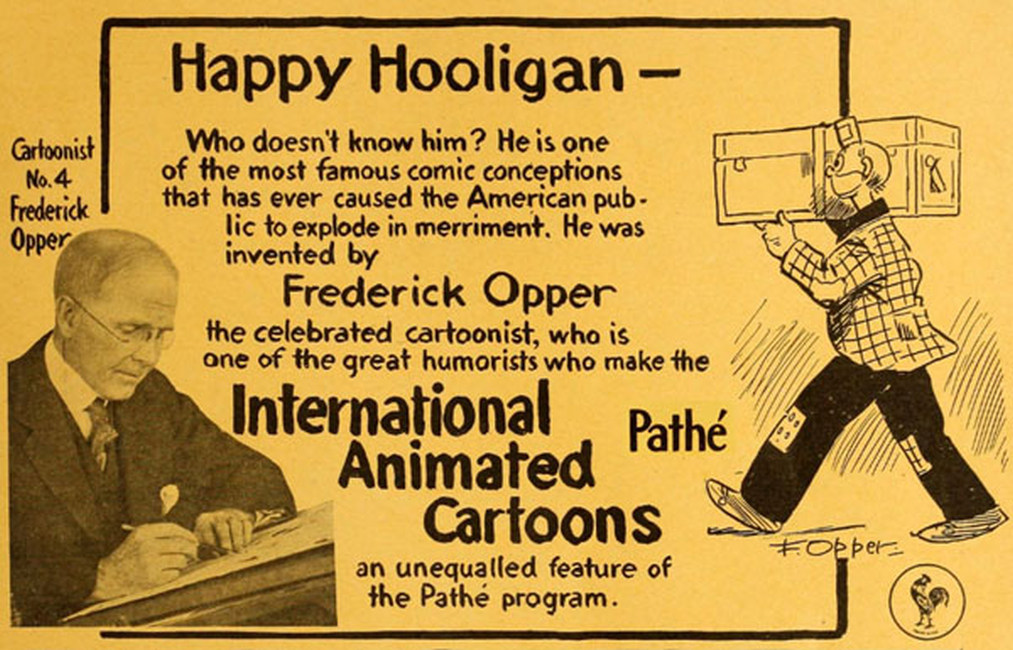 Happy Hooligan –
Cartoonist
No. 4
Frederick
Opper
Who doesn't know him? He is one
of the most famous comic conceptions
that has ever caused the American pub-
lic to explode in merriment. He was
invented by
Frederick Opper
the celebrated cartoonist, who is
one of the great humorists who make the
International
Animated
Cartoons
Pathé
an unequalled feature of
the Pathé program.
F. Opper